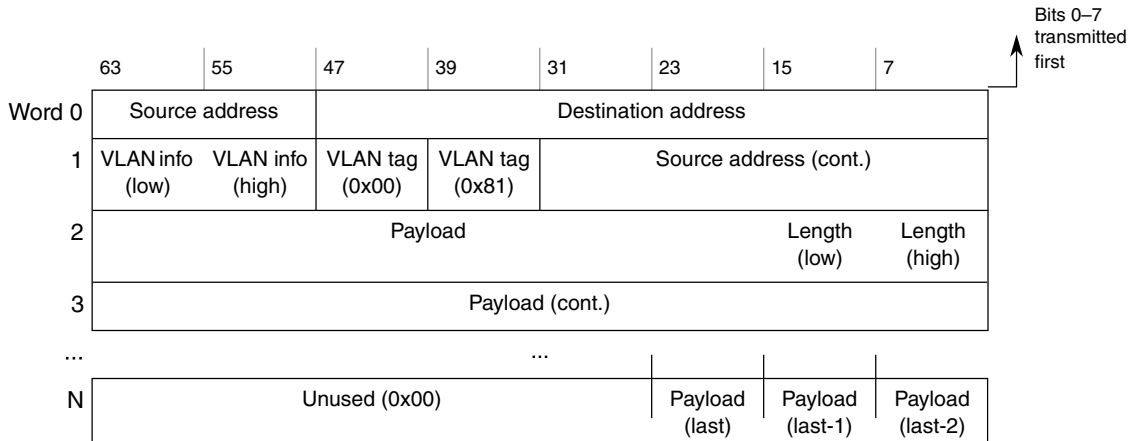 Bits 0–7
transmitted
first
63 55 47 39 31 23 15 7
Word 0 Source address Destination address
1 VLAN info VLAN info VLAN tag VLAN tag Source address (cont.)
(low) (high) (0x00) (0x81)
2 Payload Length Length
(low) (high)
3 Payload (cont.)
... ...
N Unused (0x00) Payload Payload Payload
(last) (last-1) (last-2)